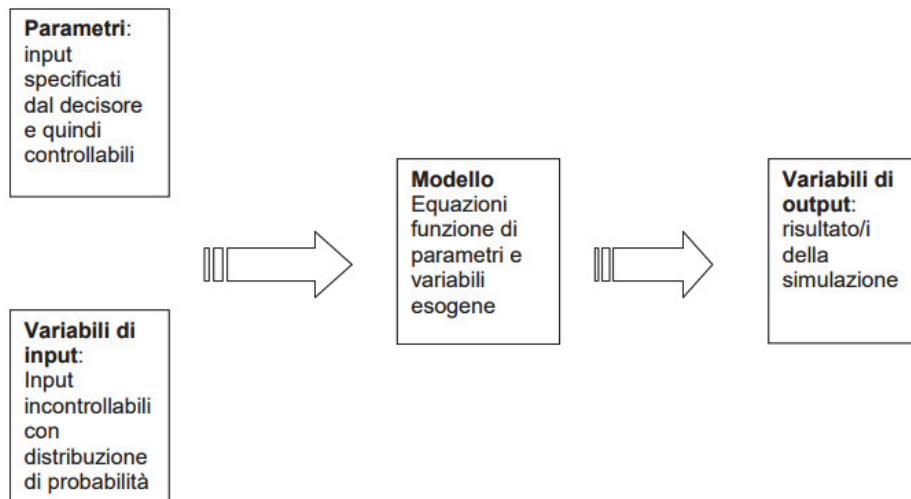 Parametri:
input
specificati
dal decisore
e quindi
controllabili
Variabili di
input:
Input
incontrollabili
con
distribuzione
di probabilità
Modello
Equazioni
funzione di
parametri e
variabili
esogene
Variabili di
output:
risultato/i
della
simulazione